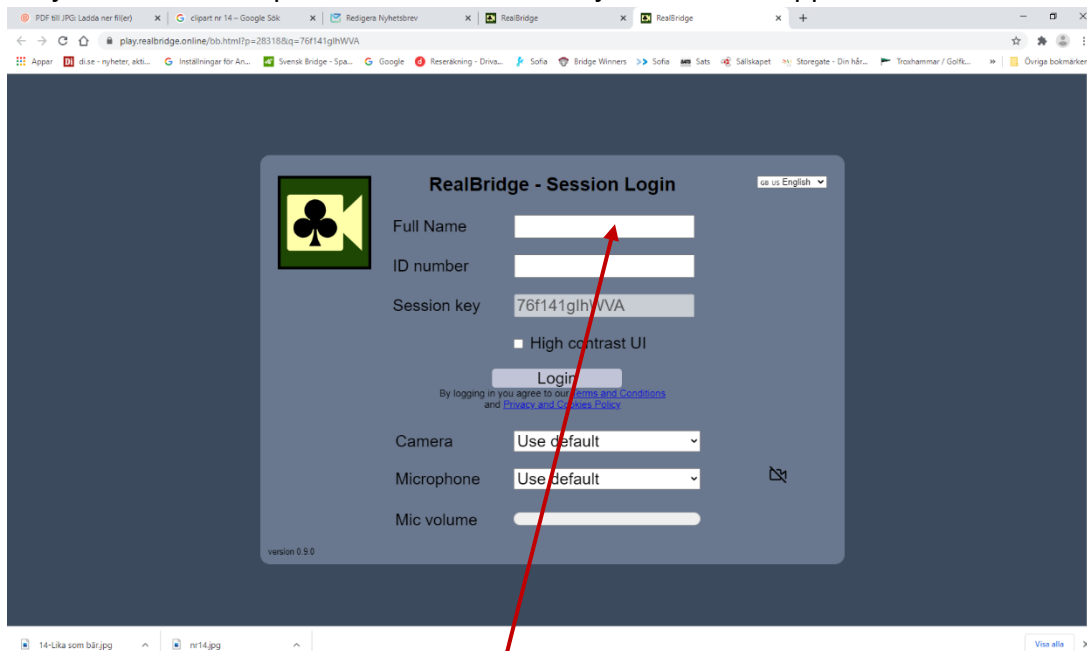 PDF till JPG: Ladda ner fil(er)
clipart nr 14 – Google Sök
Redigera Nyhetsbrev
RealBridge
RealBridge
play.realbridge.online/bb.html?p=28318&q=76f141glhWVA
Appar
di.se - nyheter, akti...
Inställningar för An...
Svensk Bridge - Spa...
Google
Reseräkning - Driva...
Sofia
Bridge Winners
Sofia
Sats
Sällskapet
Storegate - Din hår...
Troxhammar / Golfk...
»
Övriga bokmärken
RealBridge - Session Login
GB US English
Full Name
ID number
Session key
76f141glhWVA
High contrast UI
Login
By logging in you agree to our Terms and Conditions
and Privacy and Cookies Policy
Camera
Use default
Microphone
Use default
Mic volume
version 0.9.0
14-Lika som bär.jpg
nr14.jpg
Visa alla